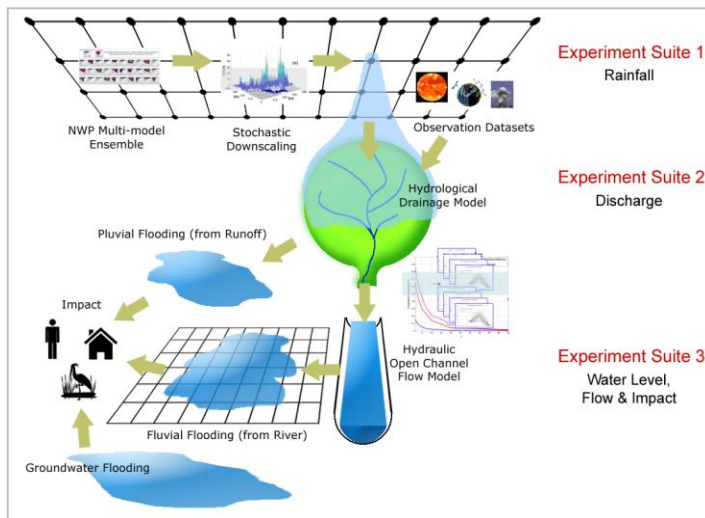 Experiment Suite 1
Rainfall
NWP Multi-model
Ensemble
Stochastic
Downscaling
Observation Datasets
Experiment Suite 2
Discharge
Hydrological
Drainage Model
Pluvial Flooding (from Runoff)
Impact
Hydraulic
Open Channel
Flow Model
Experiment Suite 3
Water Level,
Flow & Impact
Fluvial Flooding (from River)
Groundwater Flooding